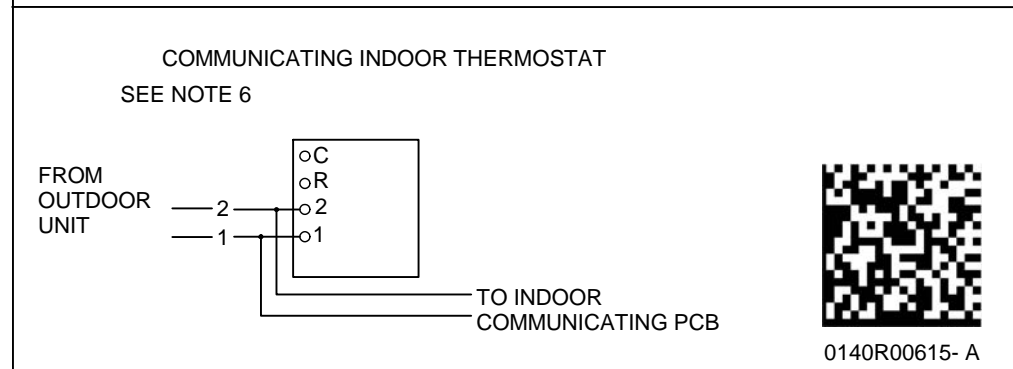 COMMUNICATING INDOOR THERMOSTAT
SEE NOTE 6
C
FROM
R
OUTDOOR
2
2
UNIT
1
1
TO INDOOR
COMMUNICATING PCB
0140R00615- A